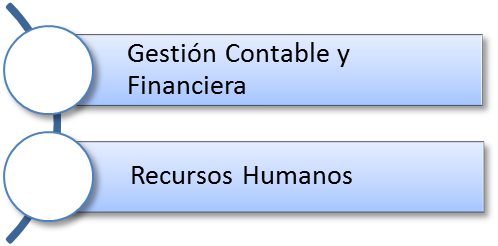 Gestión Contable y
Financiera
Recursos Humanos